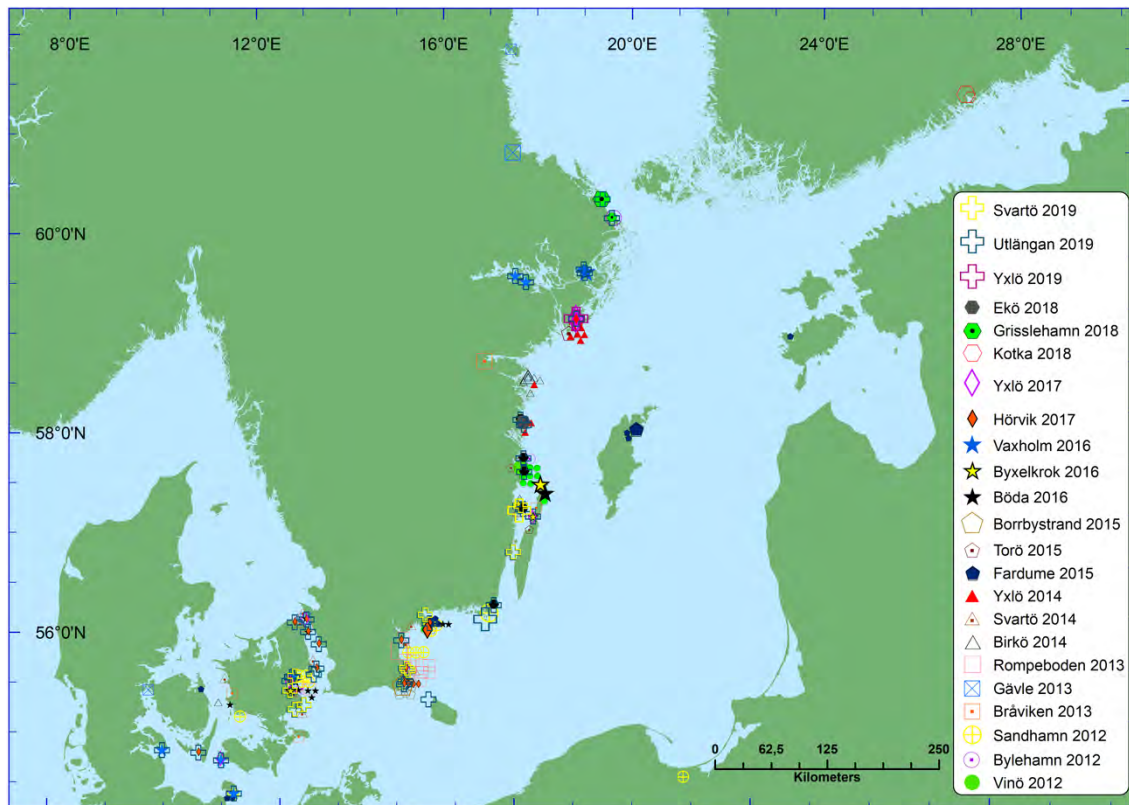 8°0'E 12°0'E 16°0'E 20°0'E 24°0'E 28°0'E
60°0'N
58°0'N
56°0'N
Svartö 2019
Utlängan 2019
Yxlö 2019
Ekö 2018
Grisslehamn 2018
Kotka 2018
Yxlö 2017
Hörvik 2017
Vaxholm 2016
Byxelkrok 2016
Böda 2016
Borrbystrand 2015
Torö 2015
Fardume 2015
Yxlö 2014
Svartö 2014
Birkö 2014
Rompeboden 2013
Gävle 2013
Bråviken 2013
Sandhamn 2012
Bylehamn 2012
Vinö 2012
0 62,5 125 250
Kilometers